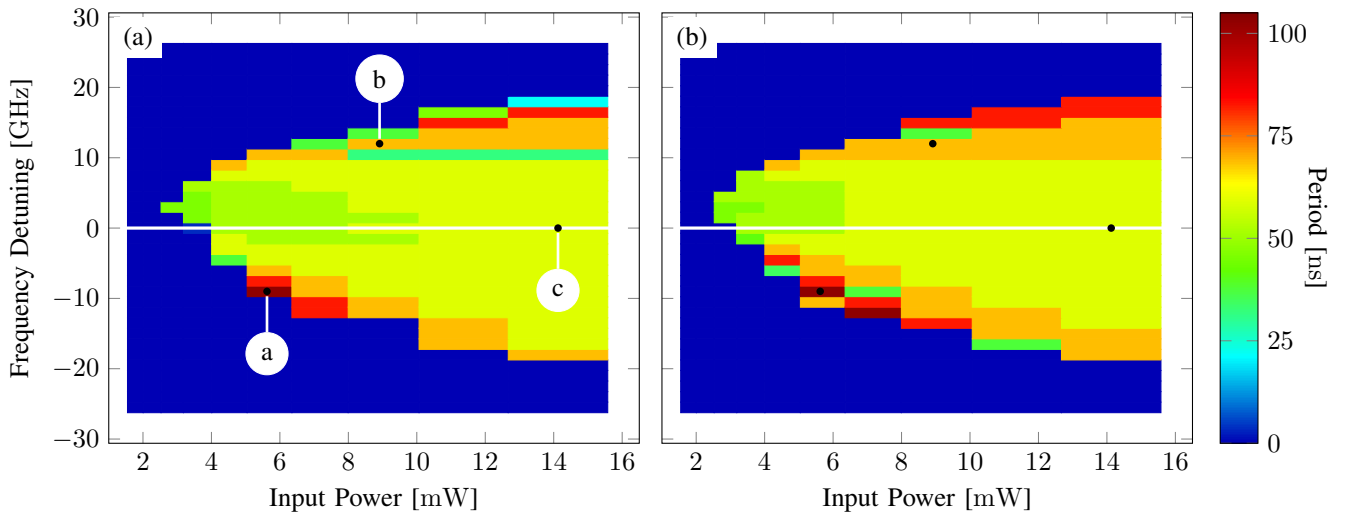 30
20
10
0
−10
−20
−30
Frequency Detuning [GHz]
(a)
b
a
c
2 4 6 8 10 12 14 16
Input Power [mW]
(b)
2 4 6 8 10 12 14 16
Input Power [mW]
100
75
50
25
0
Period [ns]